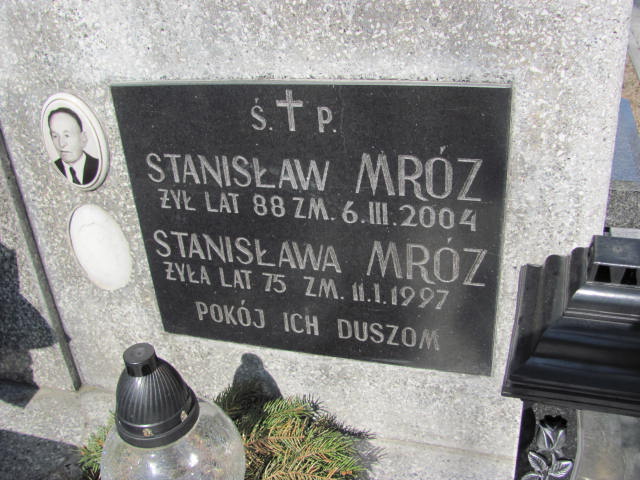 Ś. P.
STANISŁAW MRÓZ
ŻYŁ LAT 88 ZM. 6.III.2004
STANISŁAWA MRÓZ
ŻYŁA LAT 75 ZM. 11.I.1997
POKÓJ ICH DUSZOM